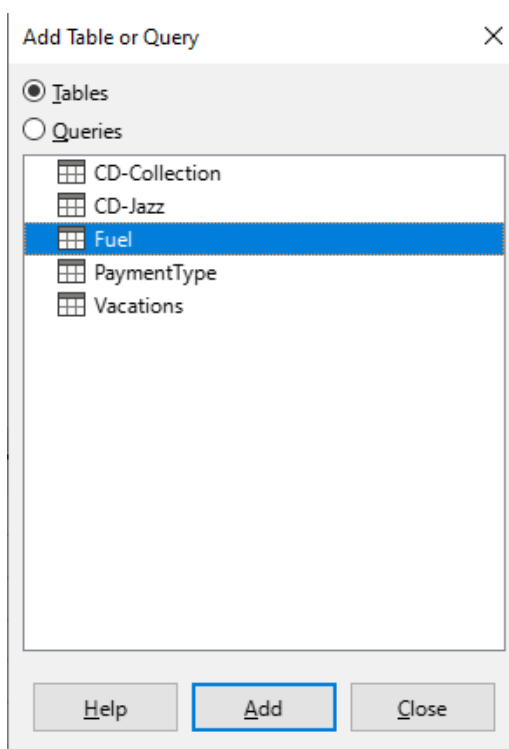 Add Table or Query
Tables
Queries
CD-Collection
CD-Jazz
Fuel
PaymentType
Vacations
Help Add Close